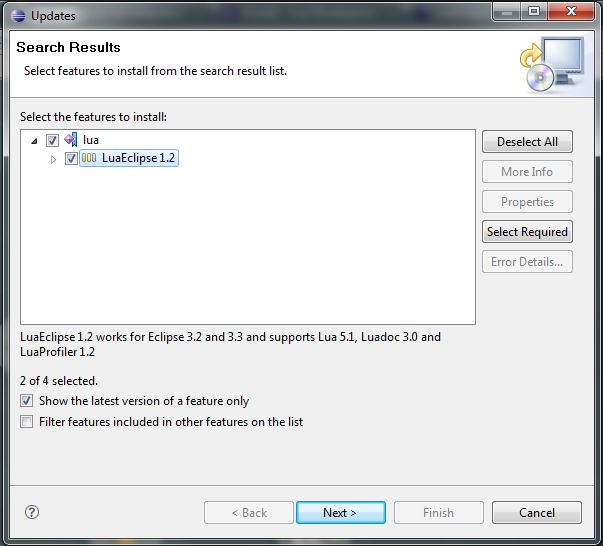 Updates
Search Results
Select features to install from the search result list.
Select the features to install:
lua
LuaEclipse 1.2
Deselect All
More Info
Properties
Select Required
Error Details...
LuaEclipse 1.2 works for Eclipse 3.2 and 3.3 and supports Lua 5.1, Luadoc 3.0 and
LuaProfiler 1.2
2 of 4 selected.
Show the latest version of a feature only
Filter features included in other features on the list
?
< Back
Next >
Finish
Cancel